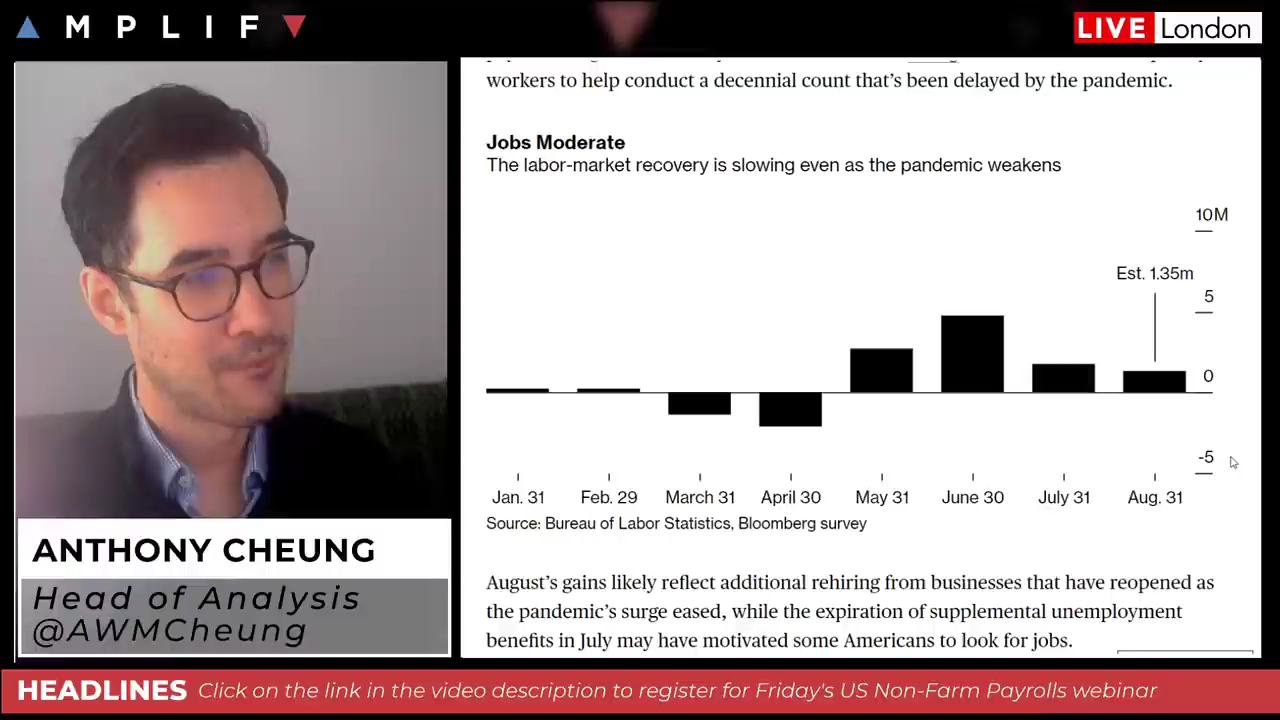 MPLIF
LIVE London
workers to help conduct a decennial count that's been delayed by the pandemic.
Jobs Moderate
The labor-market recovery is slowing even as the pandemic weakens
10M
Est. 1.35m
5
0
-5
Jan. 31 Feb. 29 March 31 April 30 May 31 June 30 July 31 Aug. 31
Source: Bureau of Labor Statistics, Bloomberg survey
August's gains likely reflect additional rehiring from businesses that have reopened as
the pandemic's surge eased, while the expiration of supplemental unemployment
benefits in July may have motivated some Americans to look for jobs.
ANTHONY CHEUNG
Head of Analysis
@AWMCheung
HEADLINES Click on the link in the video description to register for Friday's US Non-Farm Payrolls webinar